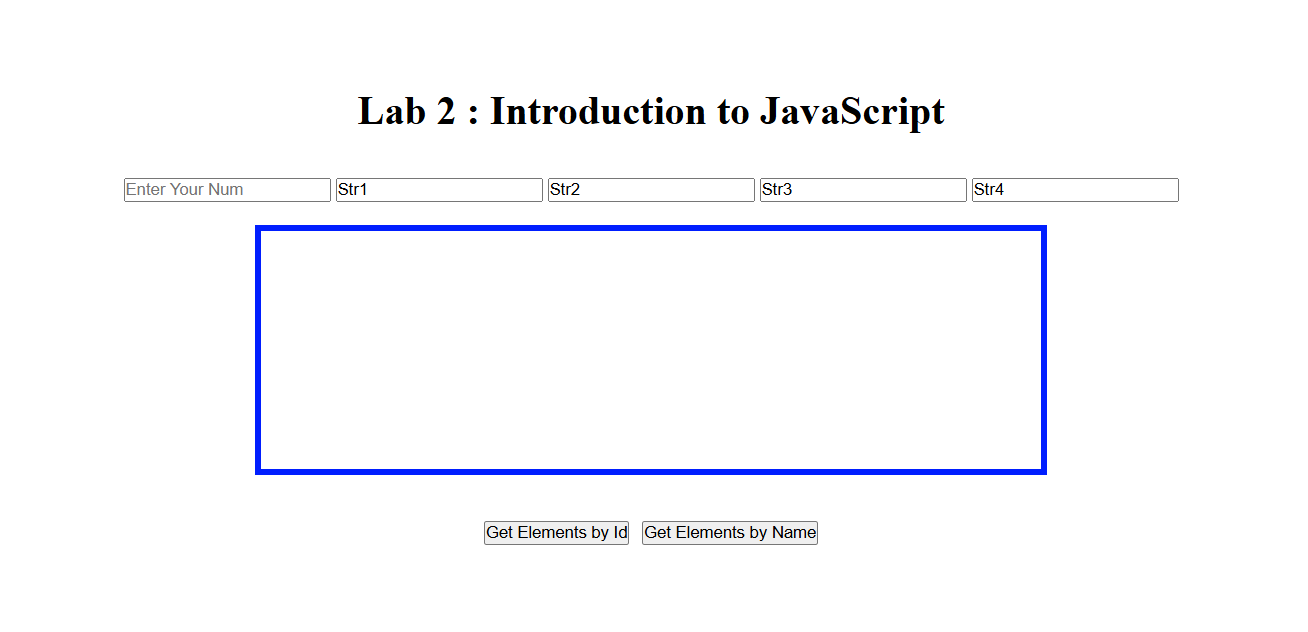 Lab 2 : Introduction to JavaScript
Enter Your Num Str1 Str2 Str3 Str4
Get Elements by Id Get Elements by Name